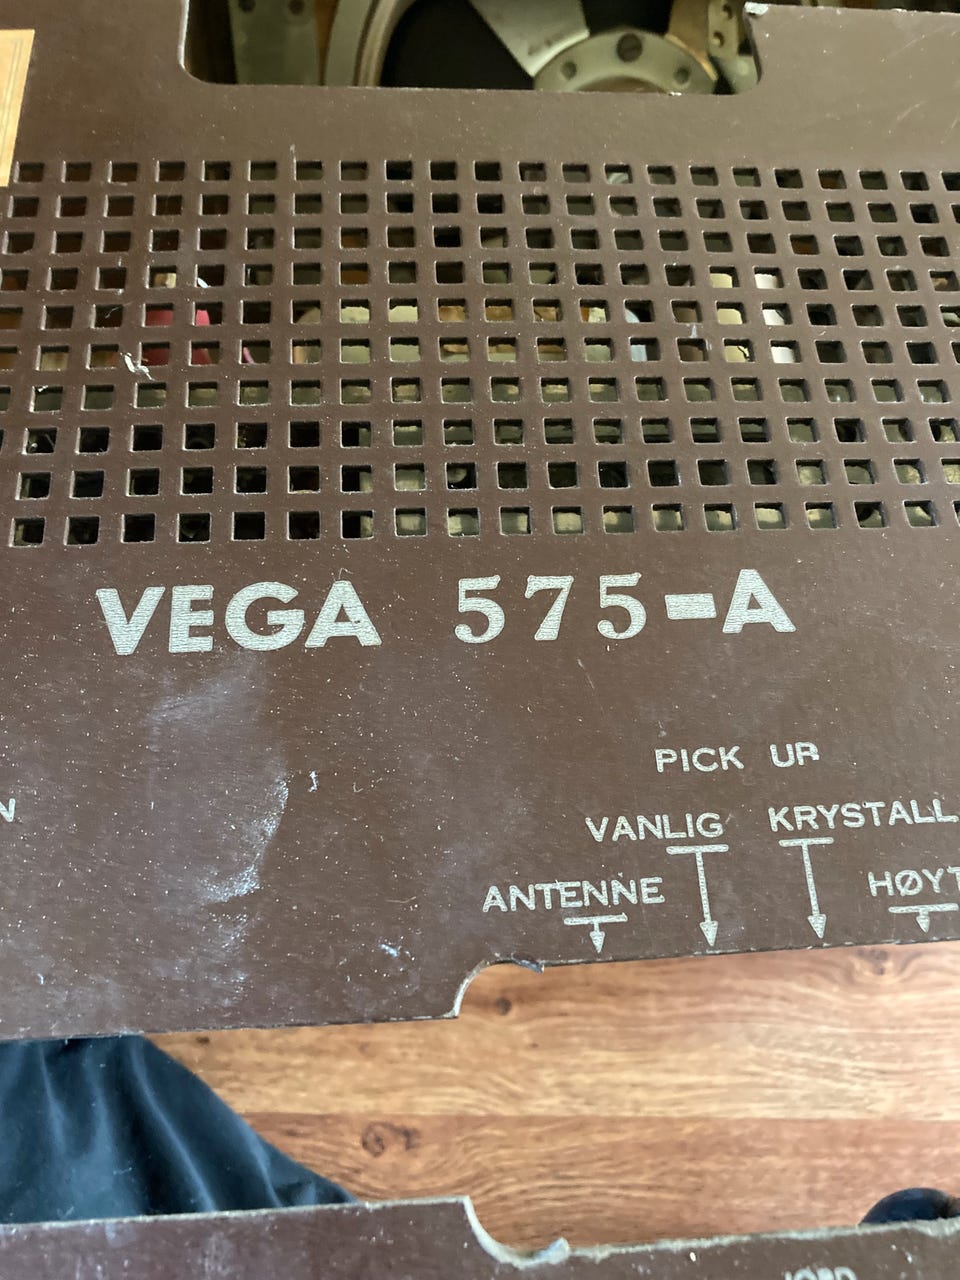 VEGA 575-A
PICK UP
VANLIG KRYSTALL
ANTENNE